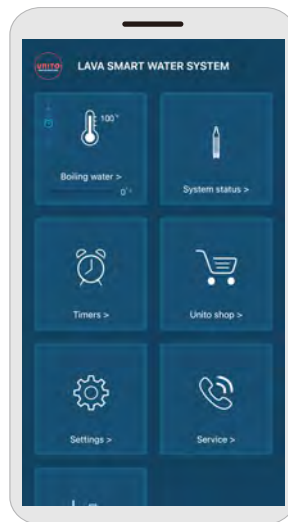 UNITO
LAVA SMART WATER SYSTEM
100°
Boiling water >
0°
System status >
Timers >
Unito shop >
Settings >
Service >